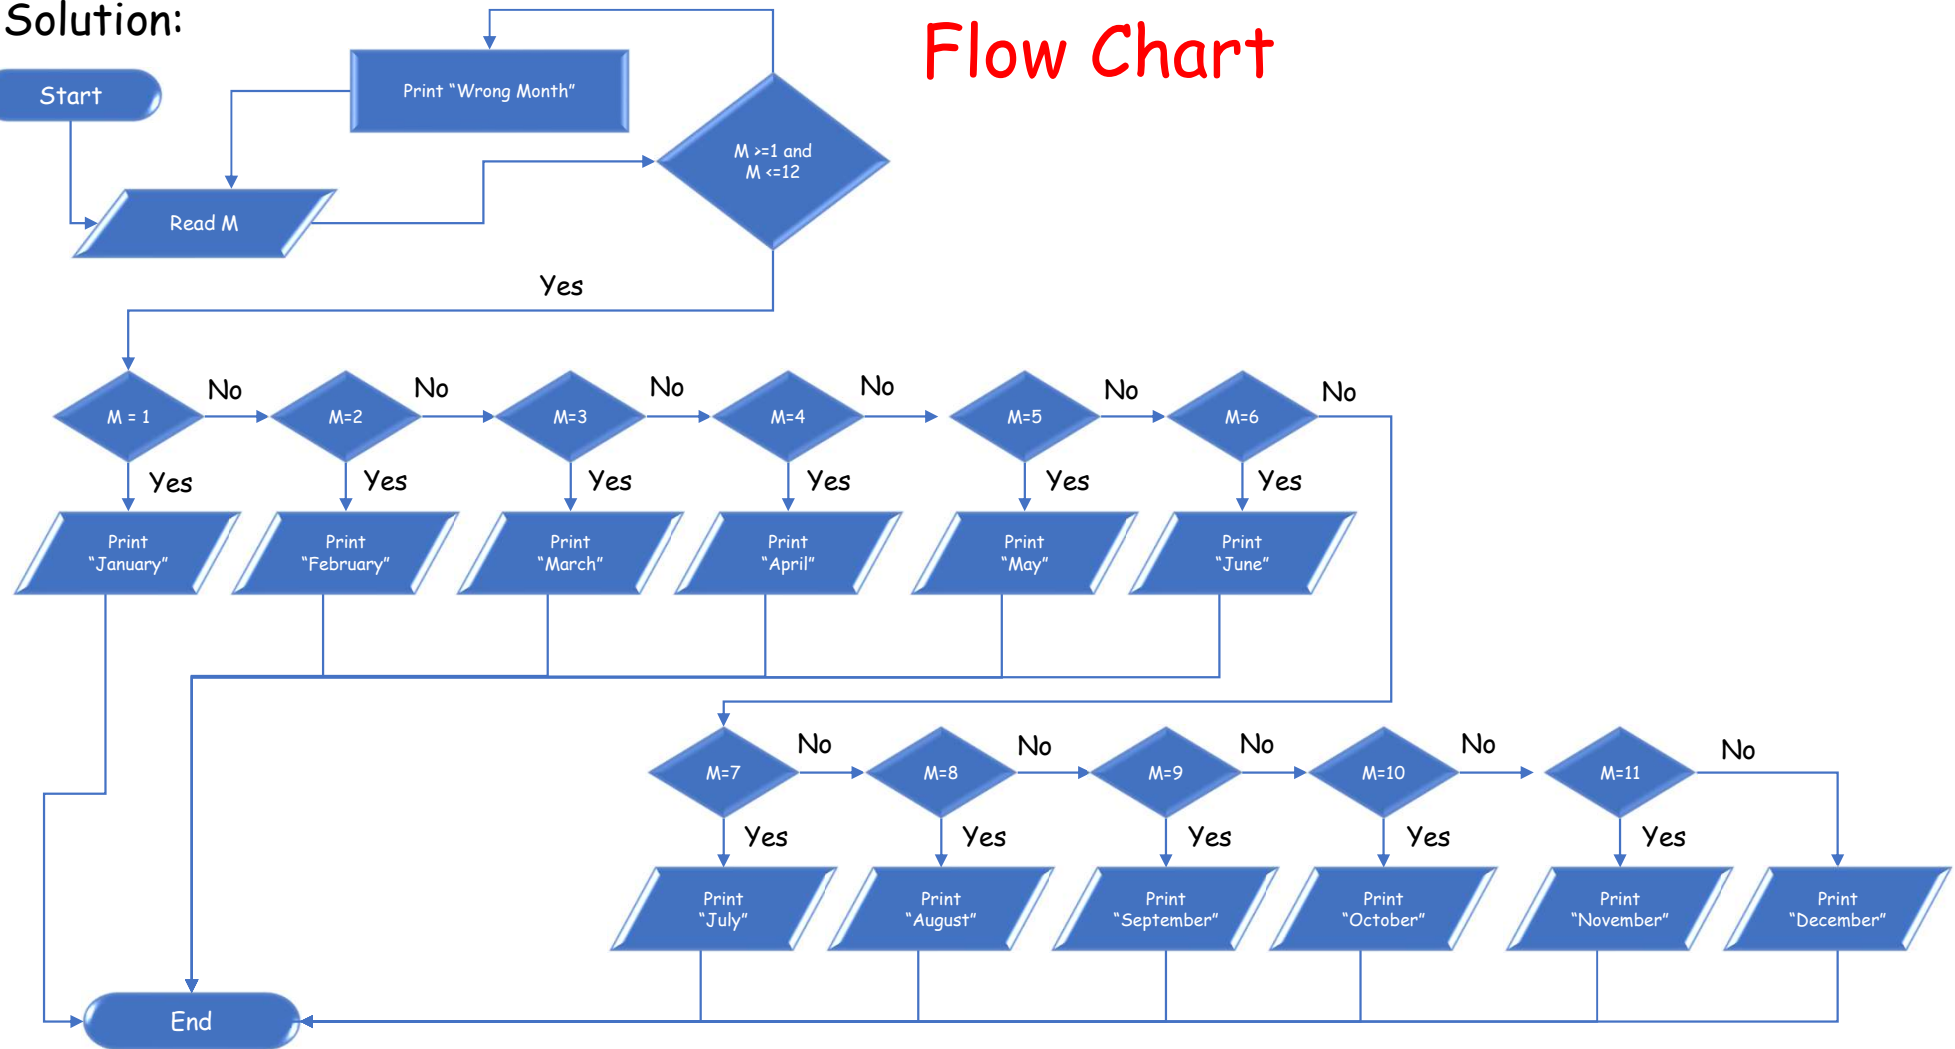 Solution:
Flow Chart
Start
Print “Wrong Month”
M >=1 and
M <=12
Read M
Yes
M = 1
No
M=2
No
M=3
No
M=4
No
M=5
No
M=6
No
Yes
Yes
Yes
Yes
Yes
Yes
Print
“January”
Print
“February”
Print
“March”
Print
“April”
Print
“May”
Print
“June”
M=7
No
M=8
No
M=9
No
M=10
No
M=11
No
Yes
Yes
Yes
Yes
Yes
Print
“July”
Print
“August”
Print
“September”
Print
“October”
Print
“November”
Print
“December”
End